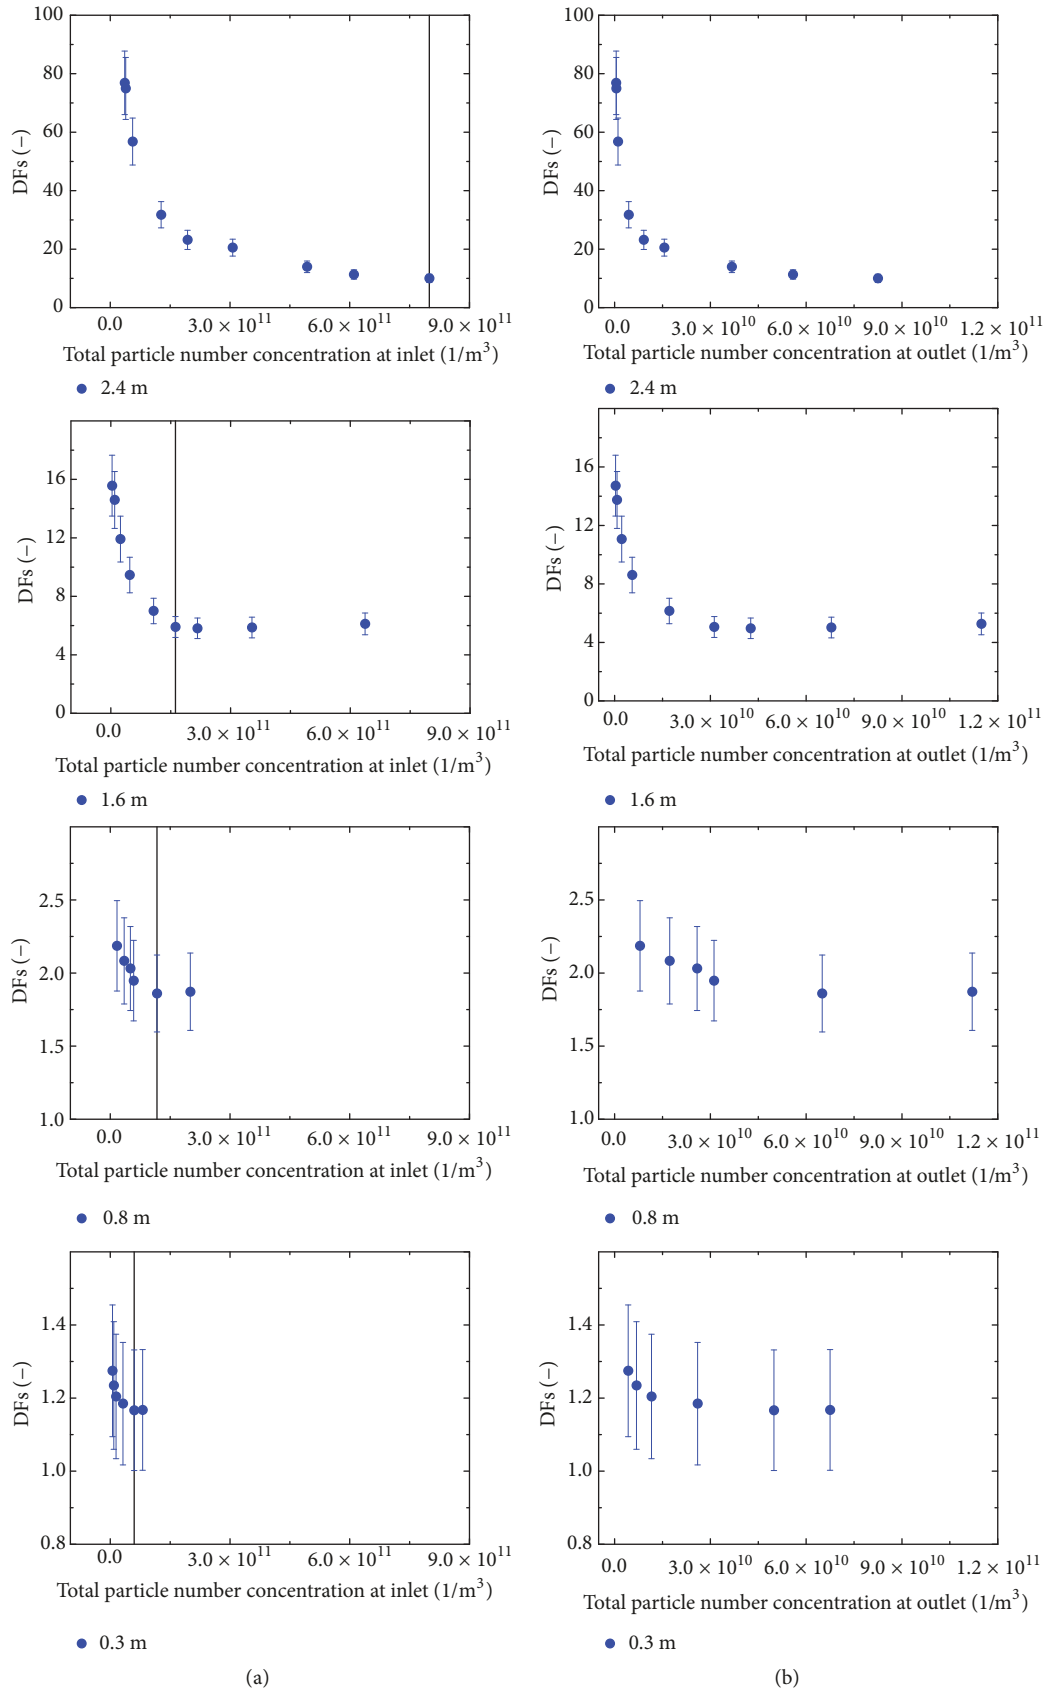 100
80
60
40
20
0
DFs (−)
0.0 3.0 × 10^11 6.0 × 10^11 9.0 × 10^11
Total particle number concentration at inlet (1/m^3)
2.4 m
100
80
60
40
20
0
DFs (−)
0.0 3.0 × 10^10 6.0 × 10^10 9.0 × 10^10 1.2 × 10^11
Total particle number concentration at outlet (1/m^3)
2.4 m
16
12
8
4
0
DFs (−)
0.0 3.0 × 10^11 6.0 × 10^11 9.0 × 10^11
Total particle number concentration at inlet (1/m^3)
1.6 m
16
12
8
4
0
DFs (−)
0.0 3.0 × 10^10 6.0 × 10^10 9.0 × 10^10 1.2 × 10^11
Total particle number concentration at outlet (1/m^3)
1.6 m
2.5
2.0
1.5
1.0
DFs (−)
0.0 3.0 × 10^11 6.0 × 10^11 9.0 × 10^11
Total particle number concentration at inlet (1/m^3)
0.8 m
2.5
2.0
1.5
1.0
DFs (−)
0.0 3.0 × 10^10 6.0 × 10^10 9.0 × 10^10 1.2 × 10^11
Total particle number concentration at outlet (1/m^3)
0.8 m
1.4
1.2
1.0
0.8
DFs (−)
0.0 3.0 × 10^11 6.0 × 10^11 9.0 × 10^11
Total particle number concentration at inlet (1/m^3)
0.3 m
(a)
1.4
1.2
1.0
0.8
DFs (−)
0.0 3.0 × 10^10 6.0 × 10^10 9.0 × 10^10 1.2 × 10^11
Total particle number concentration at outlet (1/m^3)
0.3 m
(b)